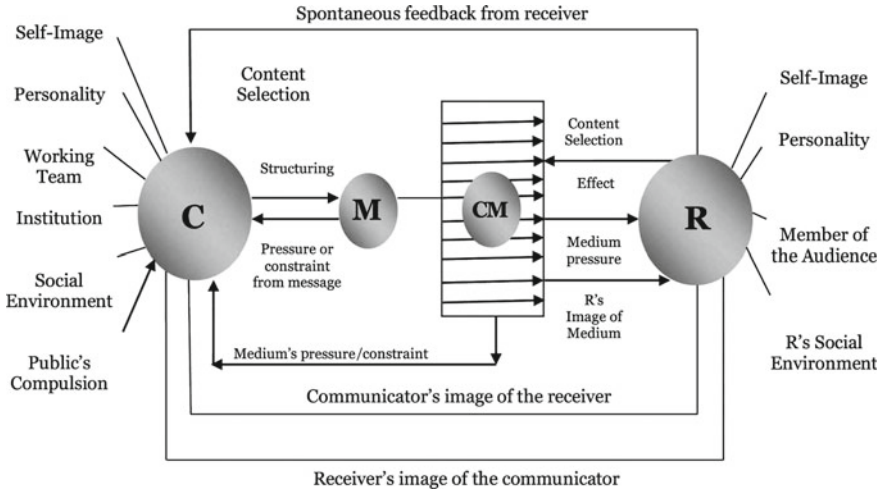 Spontaneous feedback from receiver
Self-Image
Personality
Working
Team
Institution
Social
Environment
Public's
Compulsion
Content
Selection
C
Structuring
Pressure or
constraint
from message
M
CM
Content
Selection
Effect
Medium
pressure
R's
Image of
Medium
R
Self-Image
Personality
Member of
the Audience
R's Social
Environment
Medium's pressure/constraint
Communicator's image of the receiver
Receiver's image of the communicator